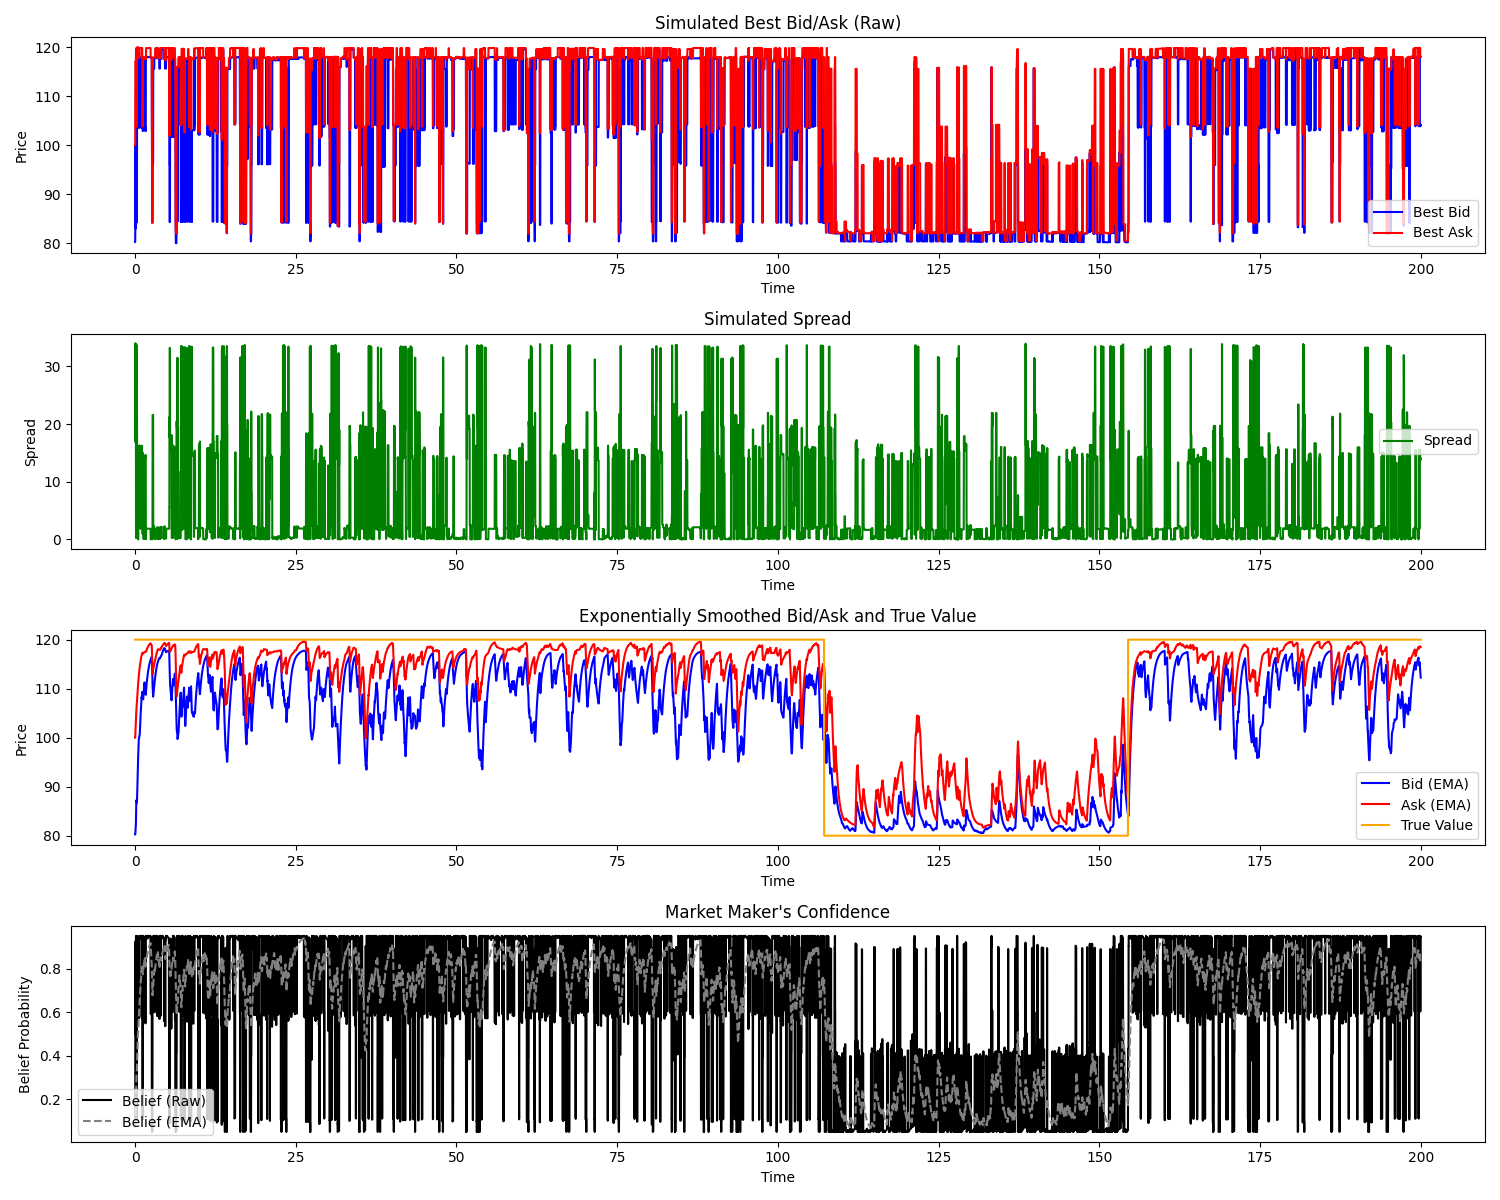 Simulated Best Bid/Ask (Raw)
120
110
100
90
80
Price
Best Bid
Best Ask
0 25 50 75 100 125 150 175 200
Time
Simulated Spread
30
20
10
0
Spread
Spread
0 25 50 75 100 125 150 175 200
Time
Exponentially Smoothed Bid/Ask and True Value
120
110
100
90
80
Price
Bid (EMA)
Ask (EMA)
True Value
0 25 50 75 100 125 150 175 200
Time
Market Maker's Confidence
0.8
0.6
0.4
0.2
Belief Probability
Belief (Raw)
Belief (EMA)
0 25 50 75 100 125 150 175 200
Time